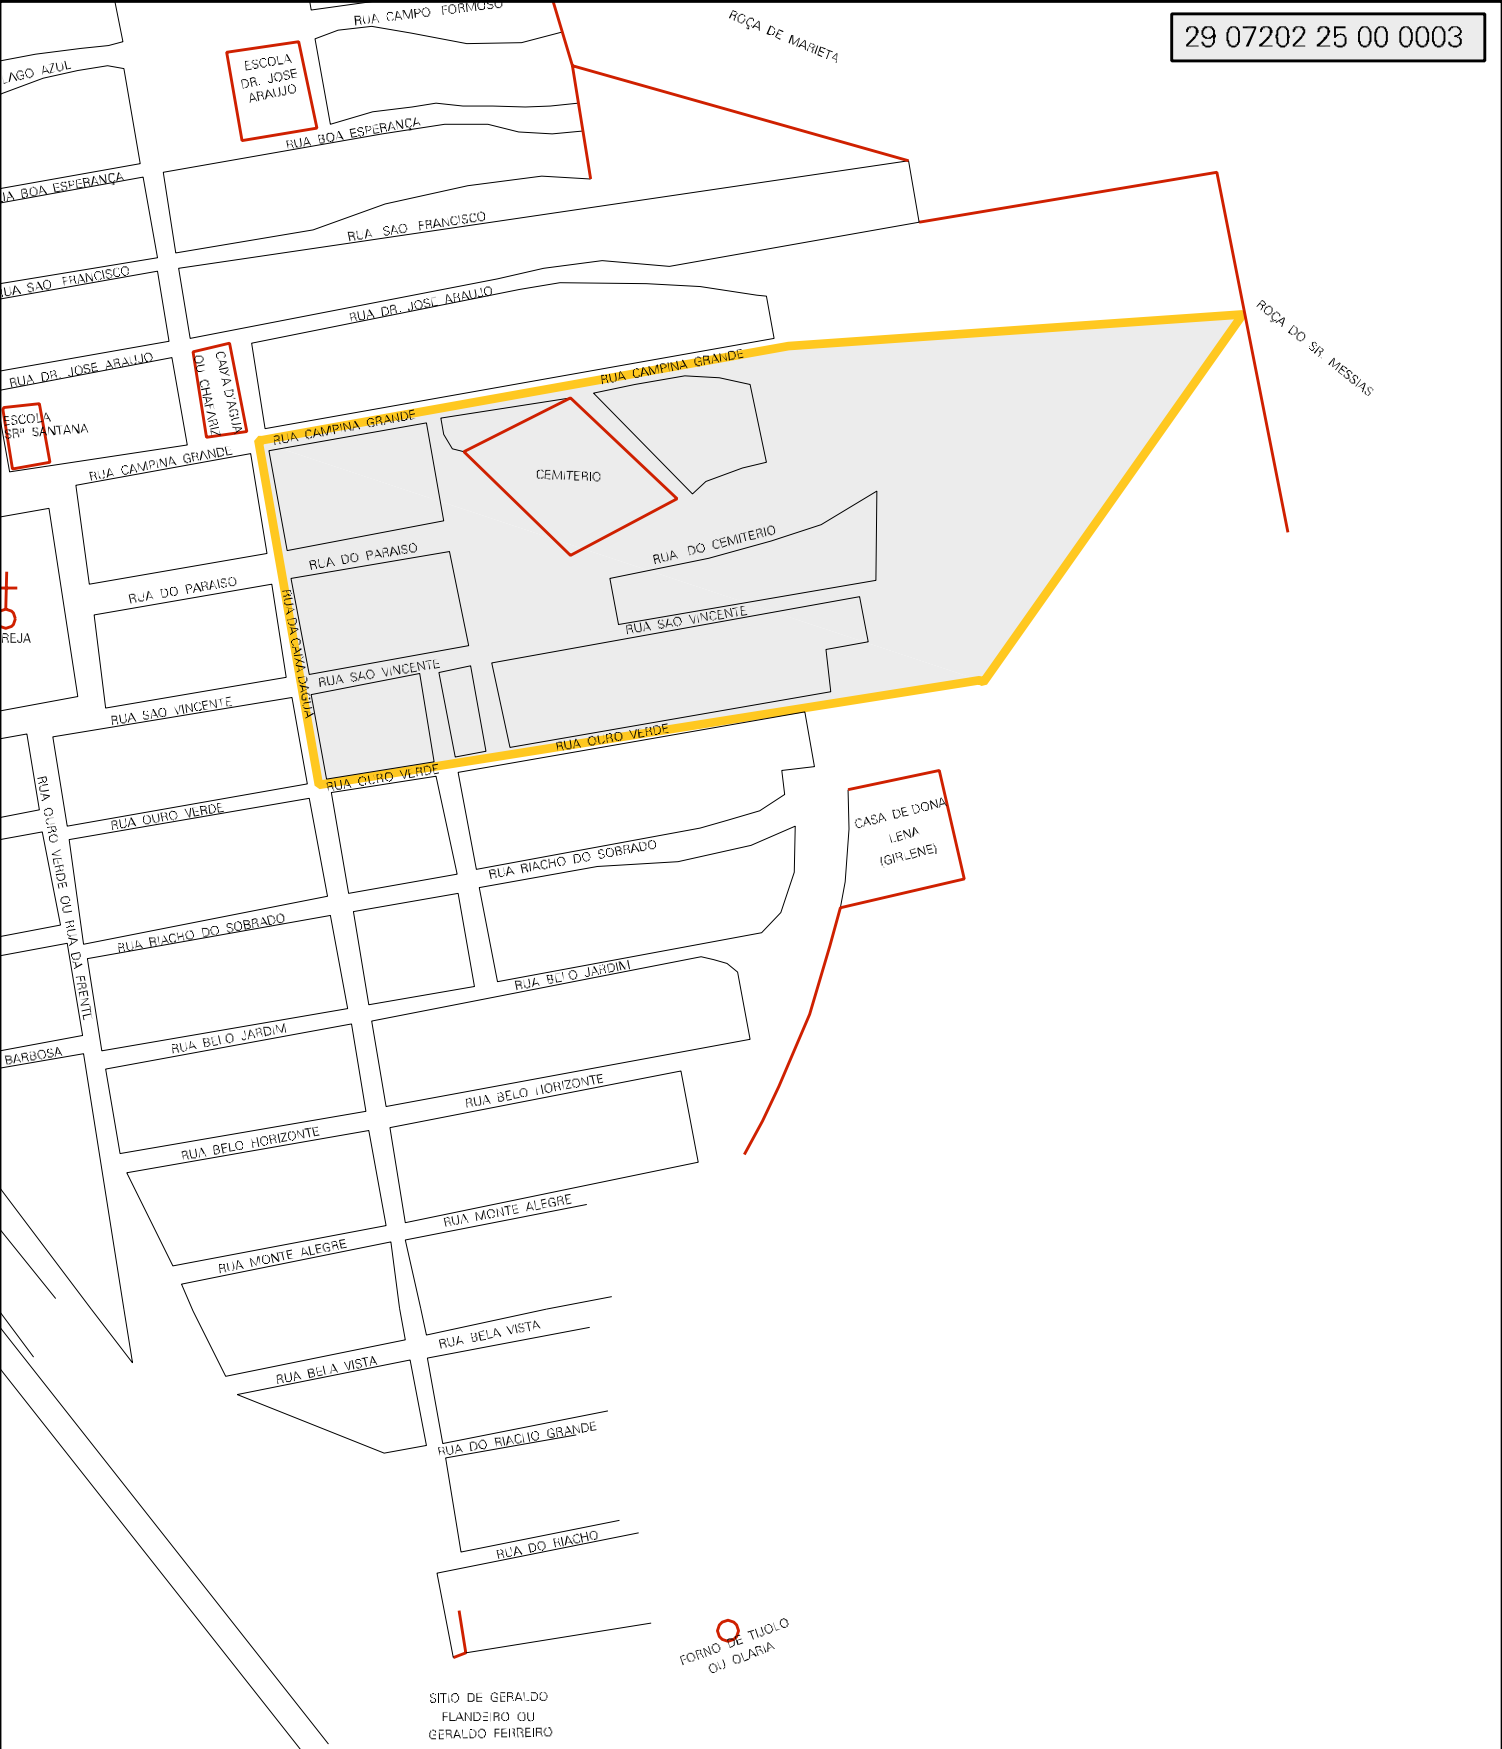 RUA CAMPO FORMOSO
ROÇA DE MARIETA
29 07202 25 00 0003
LAGO AZUL
ESCOLA
DR. JOSE
ARAUJO
RUA BOA ESPERANÇA
UA BOA ESPERANÇA
RUA SAO FRANCISCO
UA SAO FRANCISCO
RUA DR. JOSE ARAUJO
ROÇA DO SR. MESSIAS
RUA DR. JOSE ARAUJO
CAIXA D'AGUA
OU CHAFARIZ
RUA CAMPINA GRANDE
RUA CAMPINA GRANDE
ESCOLA
SRª SANTANA
RUA CAMPINA GRANDE
CEMITERIO
RUA DO CEMITERIO
RUA DO PARAISO
RUA DO PARAISO
RUA DA CAIXA DAGUA
REJA
RUA SAO VINCENTE
RUA SAO VINCENTE
RUA SAO VINCENTE
RUA OURO VERDE
RUA OURO VERDE
RUA OURO VERDE
RUA OURO VERDE OU RUA DA FRENTE
CASA DE DONA
LENA
(GIRLENE)
RUA RIACHO DO SOBRADO
RUA RIACHO DO SOBRADO
RUA BELO JARDIM
RUA BELO JARDIM
BARBOSA
RUA BELO HORIZONTE
RUA BELO HORIZONTE
RUA MONTE ALEGRE
RUA MONTE ALEGRE
RUA BELA VISTA
RUA BELA VISTA
RUA DO RIACHO GRANDE
RUA DO RIACHO
FORNO DE TIJOLO
OU OLARIA
SITIO DE GERALDO
FLANDEIRO OU
GERALDO FERREIRO